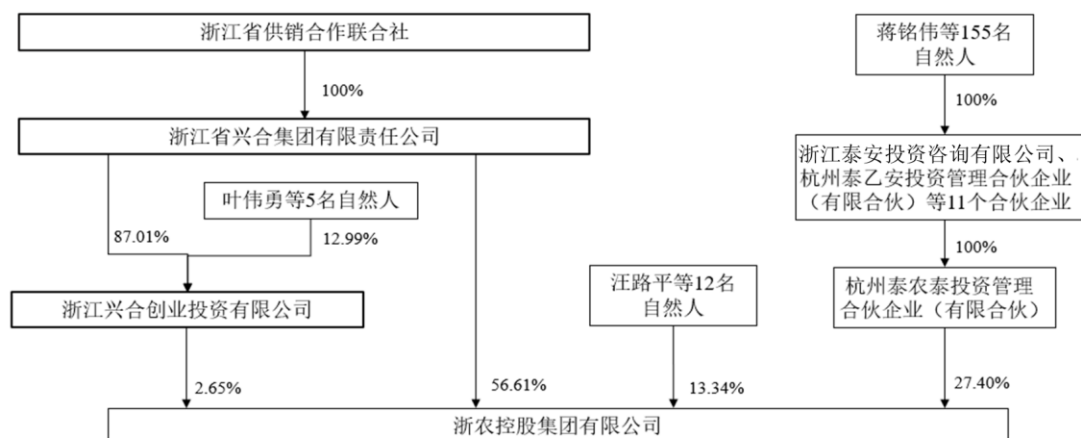 浙江省供销合作联合社
蒋铭伟等155名
自然人
100%
100%
浙江省兴合集团有限责任公司
浙江泰安投资咨询有限公司、
杭州泰乙安投资管理合伙企业
（有限合伙）等11个合伙企业
叶伟勇等5名自然人
87.01%
12.99%
100%
浙江兴合创业投资有限公司
汪路平等12名
自然人
杭州泰农泰投资管理
合伙企业（有限合伙）
2.65%
56.61%
13.34%
27.40%
浙农控股集团有限公司